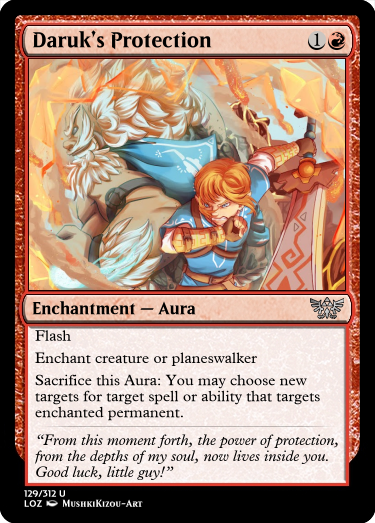 Daruk's Protection 1
Enchantment — Aura
Flash
Enchant creature or planeswalker
Sacrifice this Aura: You may choose new
targets for target spell or ability that targets
enchanted permanent.
“From this moment forth, the power of protection,
from the depths of my soul, now lives inside you.
Good luck, little guy!”
129/312 U
LOZ MushkiKizou-Art